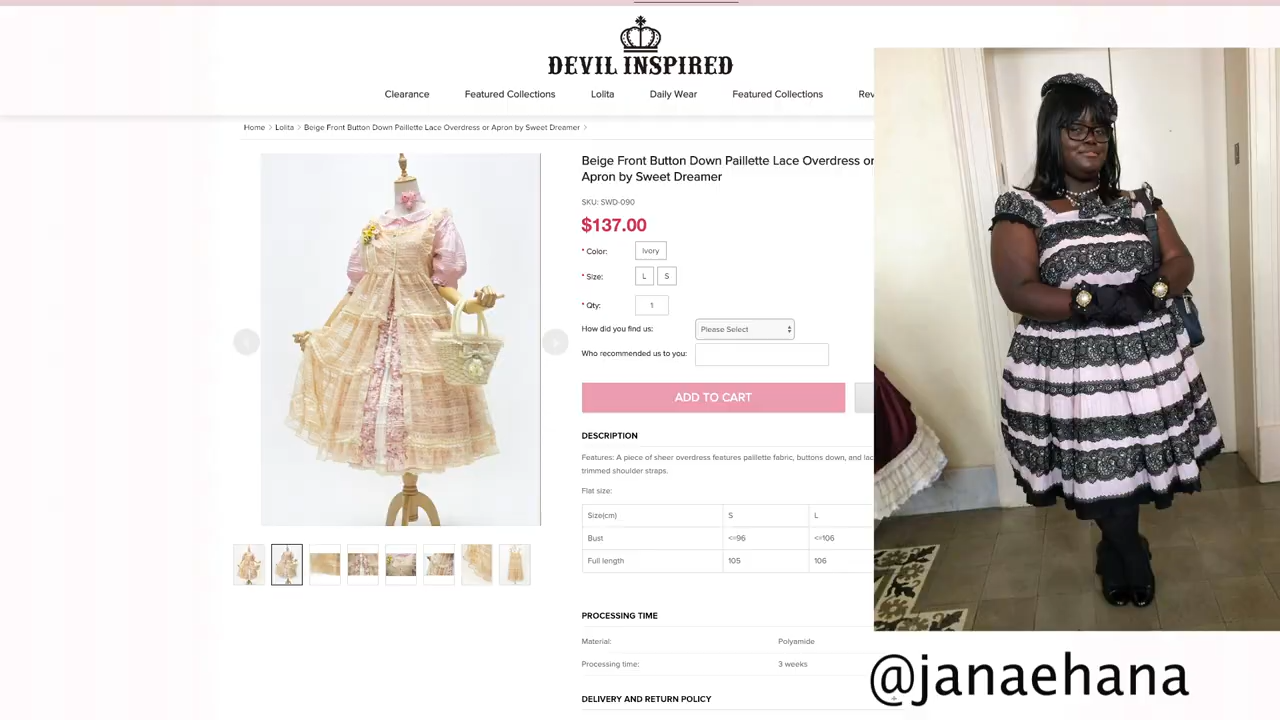 DEVIL INSPIRED
Clearance Featured Collections Lolita Daily Wear Featured Collections Rev
Home > Lolita > Beige Front Button Down Paillette Lace Overdress or Apron by Sweet Dreamer >
Beige Front Button Down Paillette Lace Overdress or
Apron by Sweet Dreamer
SKU: SWD-090
$137.00
* Color: Ivory
* Size: L S
* Qty: 1
How did you find us: Please Select
Who recommended us to you:
ADD TO CART
DESCRIPTION
Features: A piece of sheer overdress features paillette fabric, buttons down, and lac
trimmed shoulder straps.
Flat size:
Size(cm) S L
Bust <=96 <=106
Full length 105 106
PROCESSING TIME
Material: Polyamide
Processing time: 3 weeks
DELIVERY AND RETURN POLICY
@janaehana